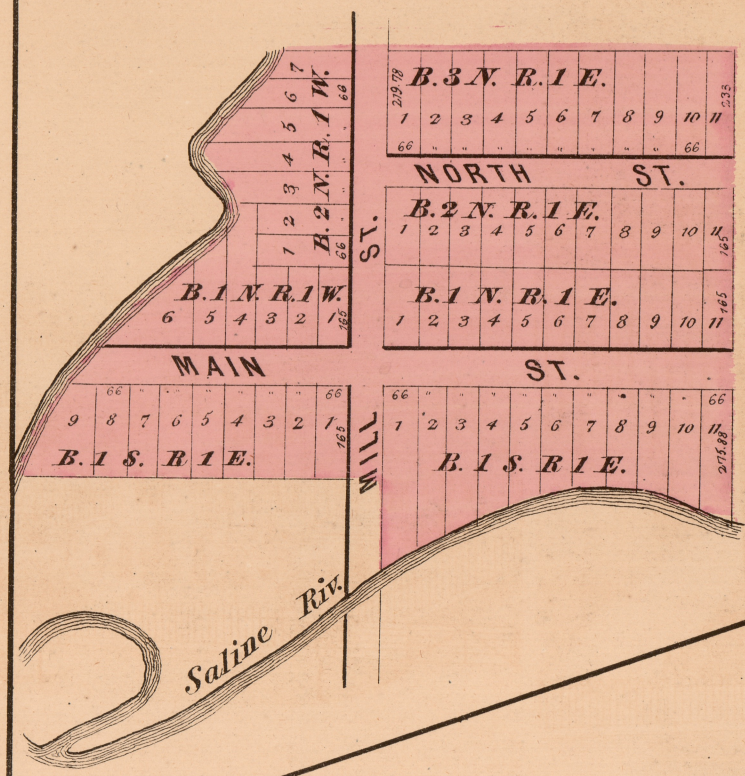 7 6 5 4 3 2 1
60
B. 2 N. R. 1 W.
66
219.78
B. 3 N. R. 1 E.
233
1 2 3 4 5 6 7 8 9 10 11
66 " " " " " " " " 66
NORTH ST.
B. 2 N. R. 1 E.
1 2 3 4 5 6 7 8 9 10 11
165
ST.
B. 1 N. R. 1 W.
6 5 4 3 2 1
165
B. 1 N. R. 1 E.
165
1 2 3 4 5 6 7 8 9 10 11
MAIN ST.
66 " " " " " " 66
9 8 7 6 5 4 3 2 1
165
B. 1 S. R 1 E.
MILL
66 " " " " " " " " 66
1 2 3 4 5 6 7 8 9 10 11
275.88
B. 1 S. R 1 E.
Saline Riv.